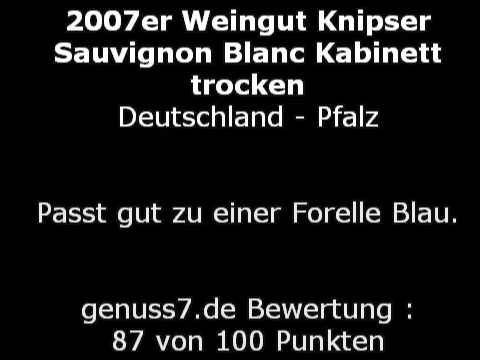 2007er Weingut Knipser
Sauvignon Blanc Kabinett
trocken
Deutschland - Pfalz
Passt gut zu einer Forelle Blau.
genuss7.de Bewertung :
87 von 100 Punkten